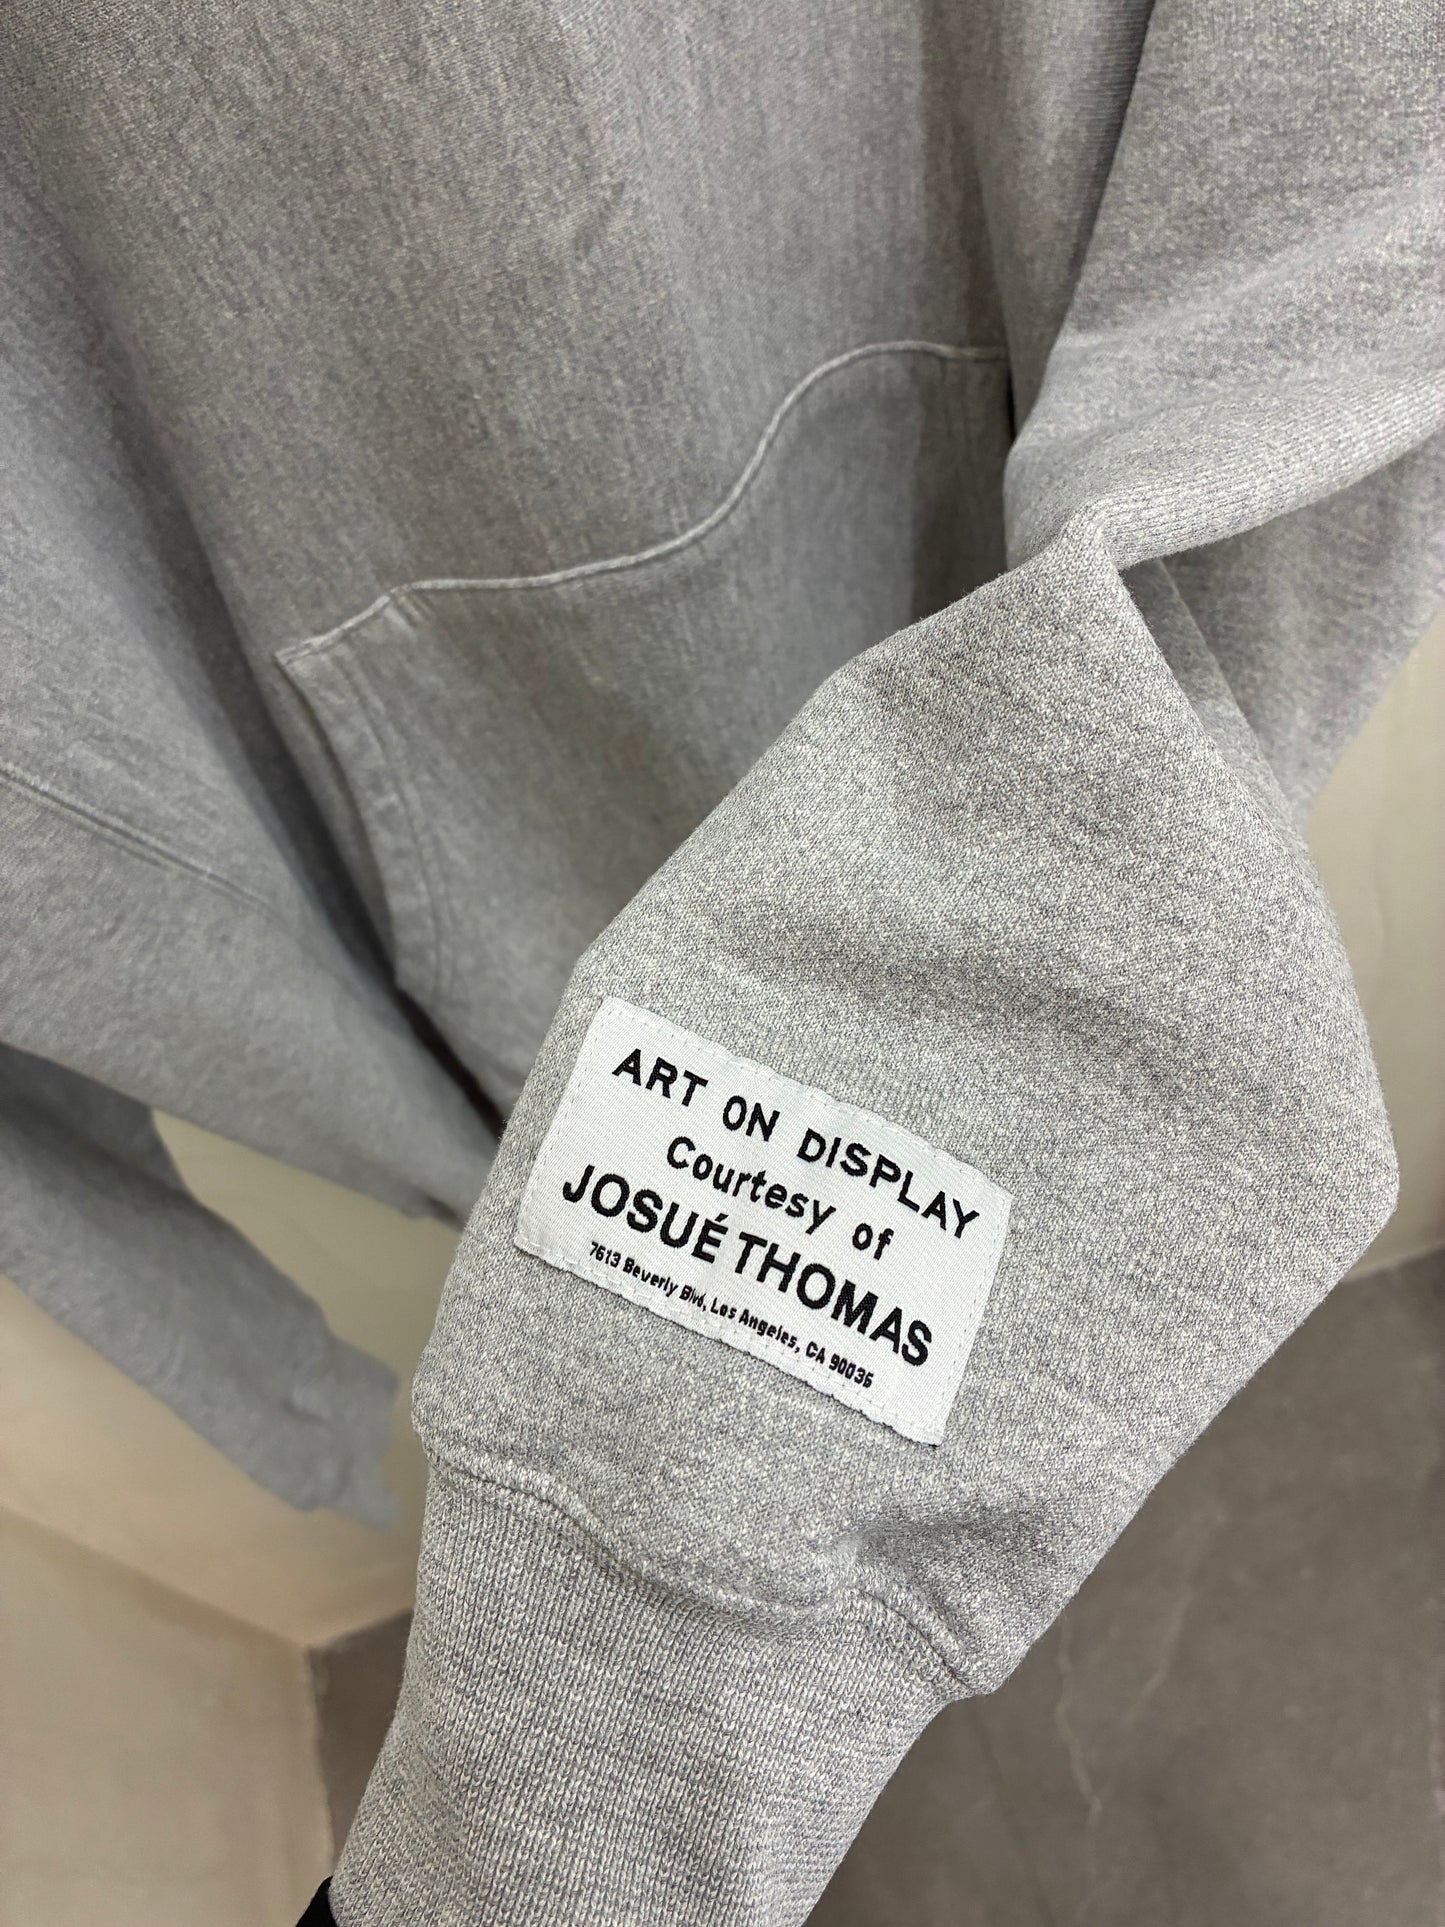 ART ON DISPLAY
Courtesy of
JOSUÉ THOMAS
7613 Beverly Blvd, Los Angeles, CA 90036